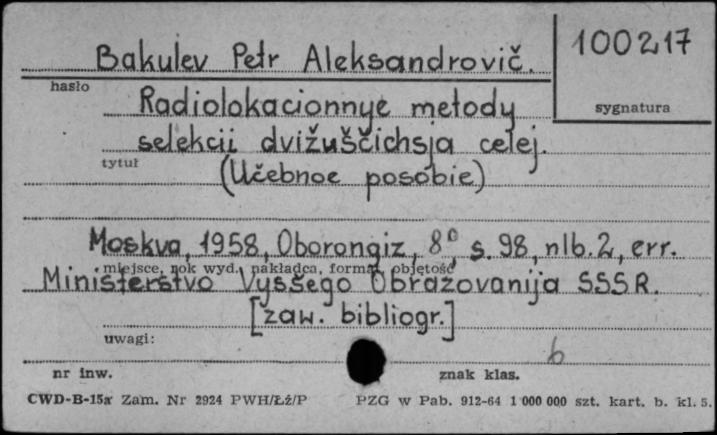 Bakulev Petr Aleksandrovič.
100217
hasło
sygnatura
Radiolokacionnye metody
selekcii dvižuščichsja celej.
tytuł
(Učebnoe posobie)
Moskva, 1958, Oborongiz, 8°, s. 98, nlb. 2, err.
miejsce, rok wyd., nakładca, format, objętość
Ministerstvo Vysšego Obrazovanija SSSR.
[zaw. bibliogr.]
uwagi:
b
nr inw.
znak klas.
CWD-B-15a Zam. Nr 2924 PWH/Łź/P PZG w Pab. 912-64 1 000 000 szt. kart. b. kl. 5.